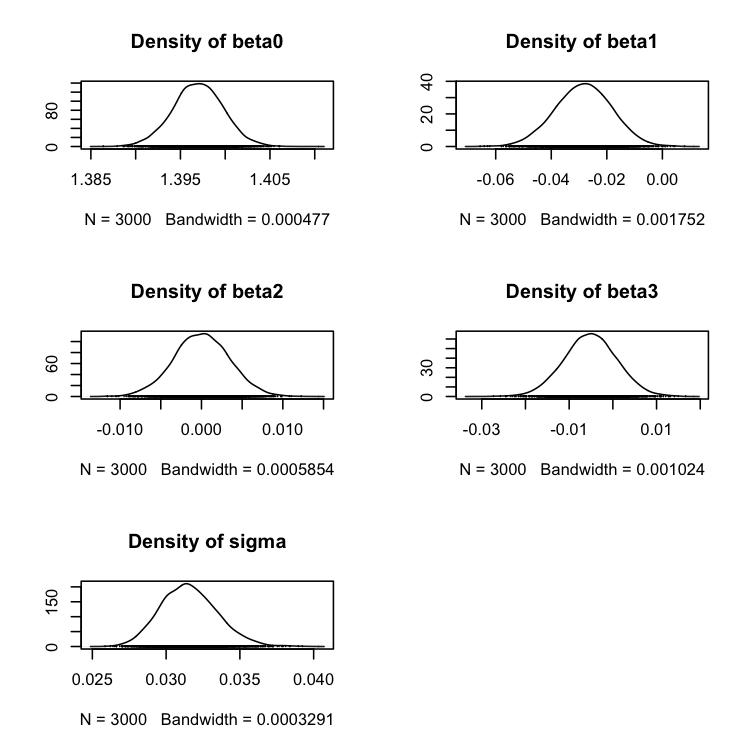 Density of beta0
80
0
1.385 1.395 1.405
N = 3000 Bandwidth = 0.000477
Density of beta1
40
20
0
-0.06 -0.04 -0.02 0.00
N = 3000 Bandwidth = 0.001752
Density of beta2
60
0
-0.010 0.000 0.010
N = 3000 Bandwidth = 0.0005854
Density of beta3
30
0
-0.03 -0.01 0.01
N = 3000 Bandwidth = 0.001024
Density of sigma
150
0
0.025 0.030 0.035 0.040
N = 3000 Bandwidth = 0.0003291